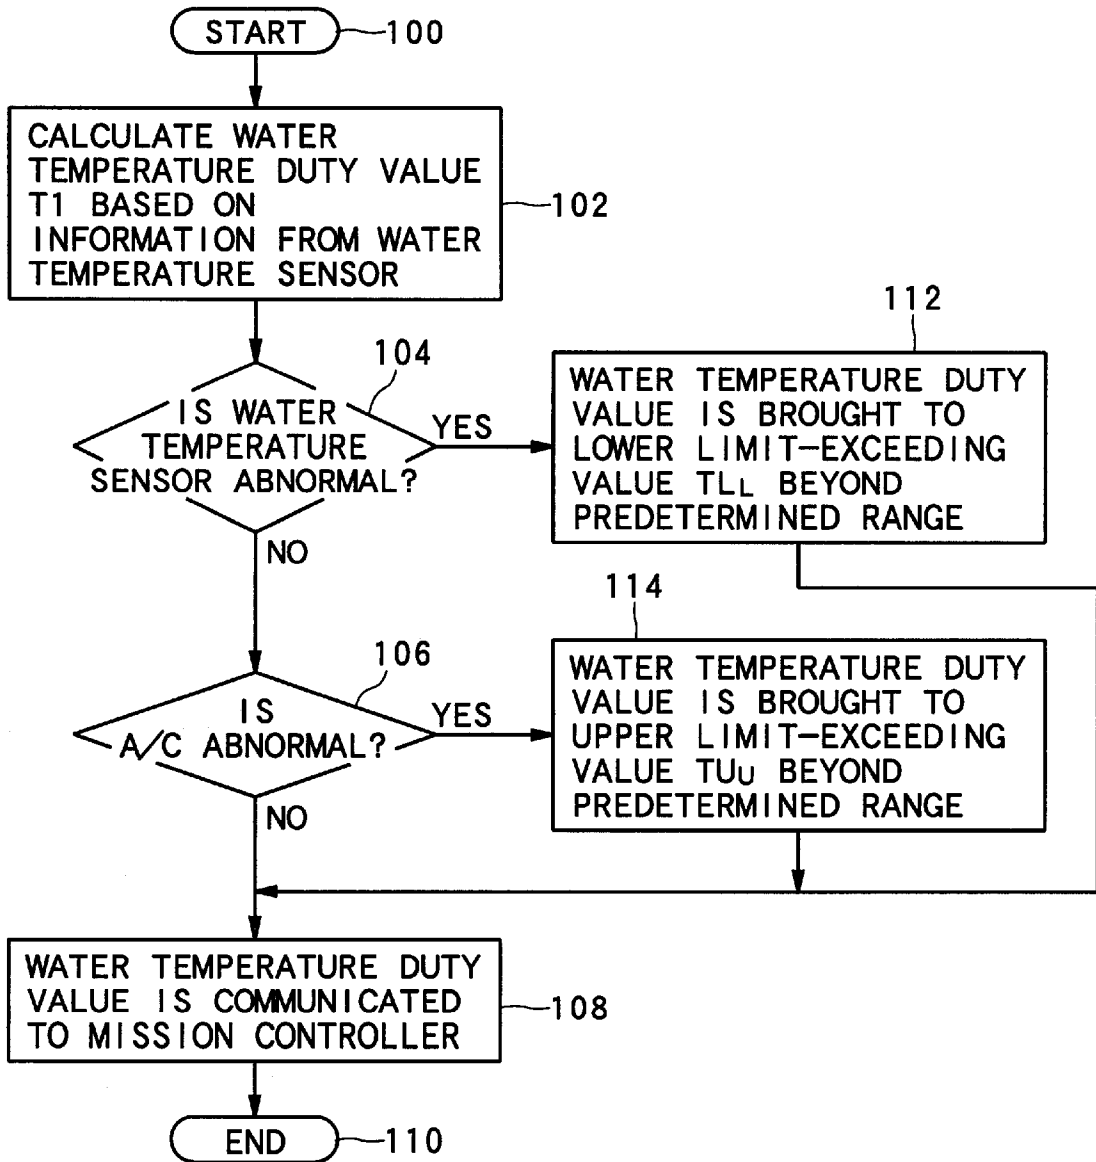 START
100
CALCULATE WATER
TEMPERATURE DUTY VALUE
T1 BASED ON
INFORMATION FROM WATER
TEMPERATURE SENSOR
102
IS WATER
TEMPERATURE
SENSOR ABNORMAL?
104
YES
NO
112
WATER TEMPERATURE DUTY
VALUE IS BROUGHT TO
LOWER LIMIT-EXCEEDING
VALUE TLL BEYOND
PREDETERMINED RANGE
IS
A/C ABNORMAL?
106
YES
NO
114
WATER TEMPERATURE DUTY
VALUE IS BROUGHT TO
UPPER LIMIT-EXCEEDING
VALUE TUU BEYOND
PREDETERMINED RANGE
WATER TEMPERATURE DUTY
VALUE IS COMMUNICATED
TO MISSION CONTROLLER
108
END
110